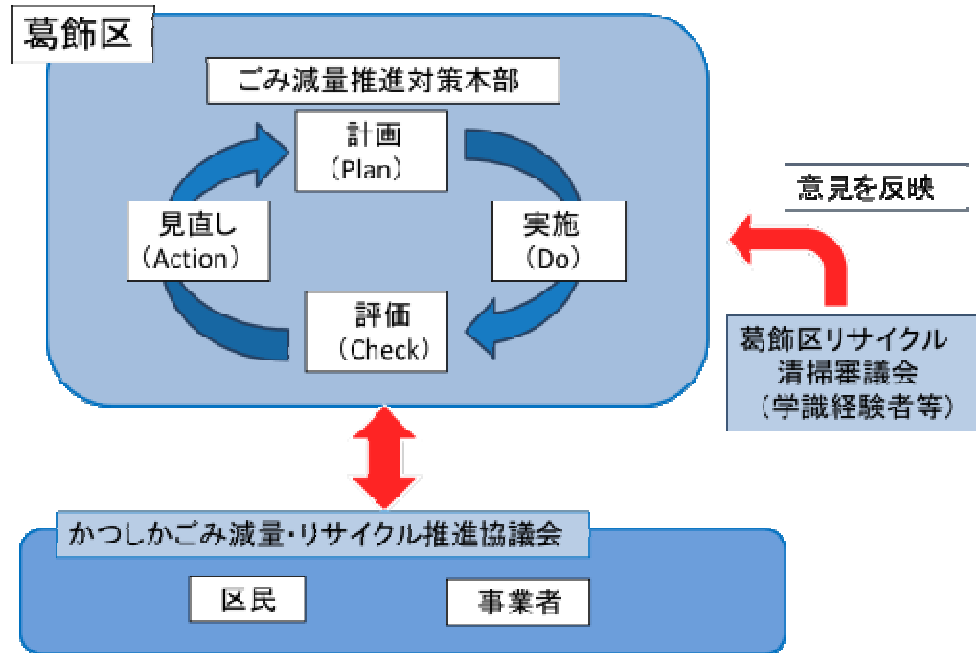 葛飾区
ごみ減量推進対策本部
計画
(Plan)
見直し
(Action)
実施
(Do)
評価
(Check)
意見を反映
葛飾区リサイクル
清掃審議会
(学識経験者等)
かつしかごみ減量・リサイクル推進協議会
区民
事業者